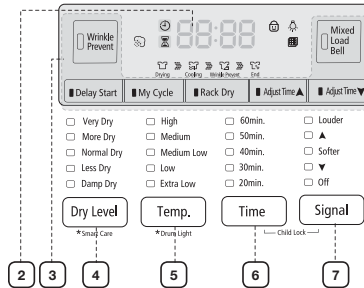 Wrinkle Prevent
88:88
Mixed Load Bell
Drying Cooling Wrinkle Prevent End
Delay Start My Cycle Rack Dry Adjust Time▲ Adjust Time▼
Very Dry High 60min. Louder
More Dry Medium 50min. ▲
Normal Dry Medium Low 40min. Softer
Less Dry Low 30min. ▼
Damp Dry Extra Low 20min. Off
Dry Level Temp. Time Signal
*Smart Care *Drum Light Child Lock
2 3 4 5 6 7